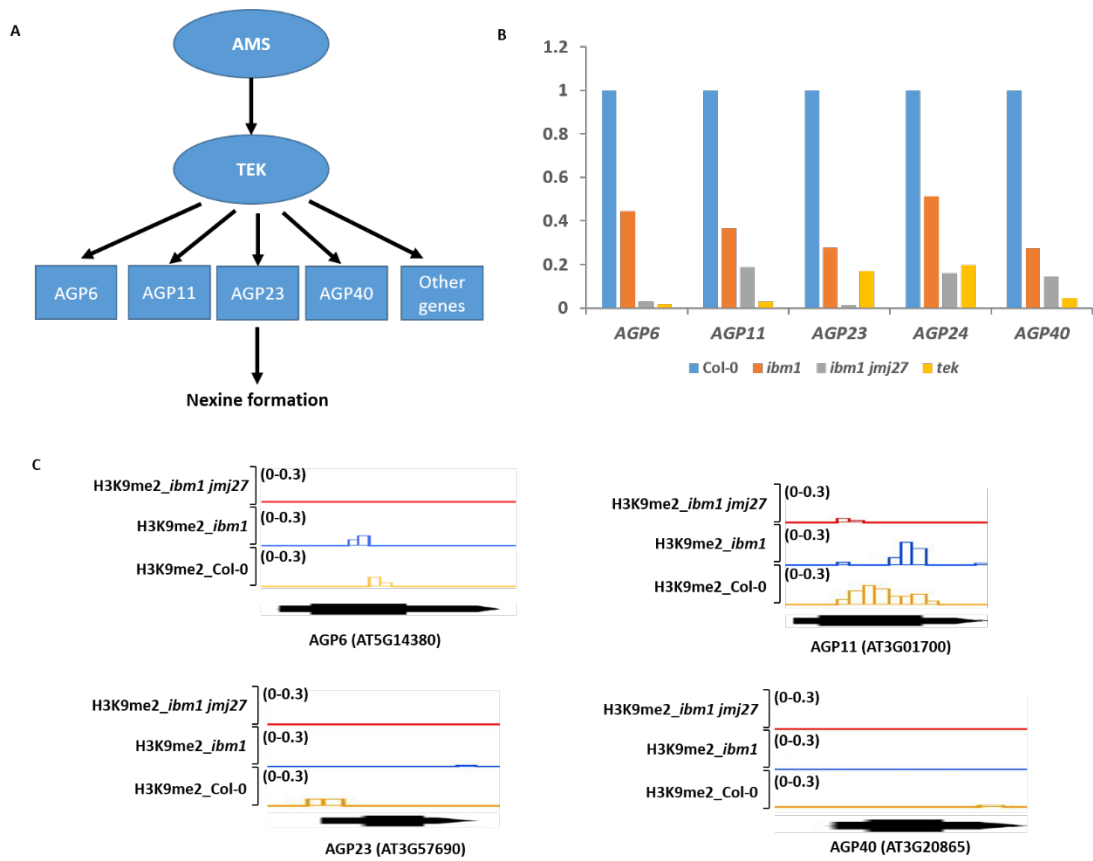 A
AMS
TEK
AGP6
AGP11
AGP23
AGP40
Other
genes
Nexine formation
B
1.2
1
0.8
0.6
0.4
0.2
0
AGP6
AGP11
AGP23
AGP24
AGP40
Col-0
ibm1
ibm1 jmj27
tek
C
H3K9me2_ibm1 jmj27
(0-0.3)
H3K9me2_ibm1
(0-0.3)
H3K9me2_Col-0
(0-0.3)
AGP6 (AT5G14380)
H3K9me2_ibm1 jmj27
(0-0.3)
H3K9me2_ibm1
(0-0.3)
H3K9me2_Col-0
(0-0.3)
AGP11 (AT3G01700)
H3K9me2_ibm1 jmj27
(0-0.3)
H3K9me2_ibm1
(0-0.3)
H3K9me2_Col-0
(0-0.3)
AGP23 (AT3G57690)
H3K9me2_ibm1 jmj27
(0-0.3)
H3K9me2_ibm1
(0-0.3)
H3K9me2_Col-0
(0-0.3)
AGP40 (AT3G20865)